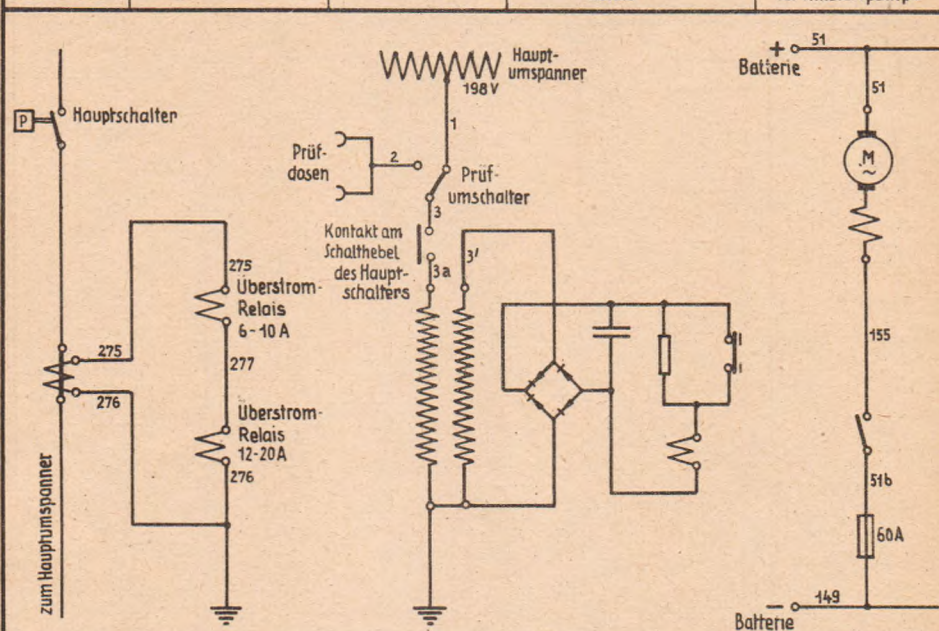 Hauptschalter
P
275
276
zum Hauptumspanner
275
Überstrom-
Relais
6-10 A
277
Überstrom-
Relais
12-20A
276
Haupt-
umspanner
198 V
1
Prüf-
dosen
2
Prüf-
umschalter
3
Kontakt am
Schalthebel
des Haupt-
schalters
3a
3'
+
51
Batterie
51
M
~
155
51b
60A
-
149
Batterie